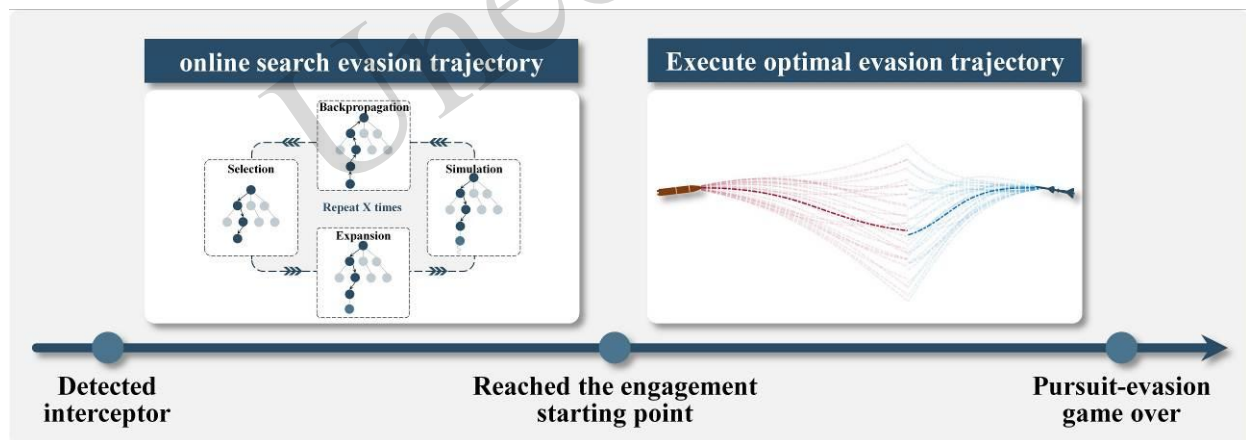 online search evasion trajectory
Execute optimal evasion trajectory
Backpropagation
Selection
Simulation
Repeat X times
Expansion
Detected
interceptor
Reached the engagement
starting point
Pursuit-evasion
game over